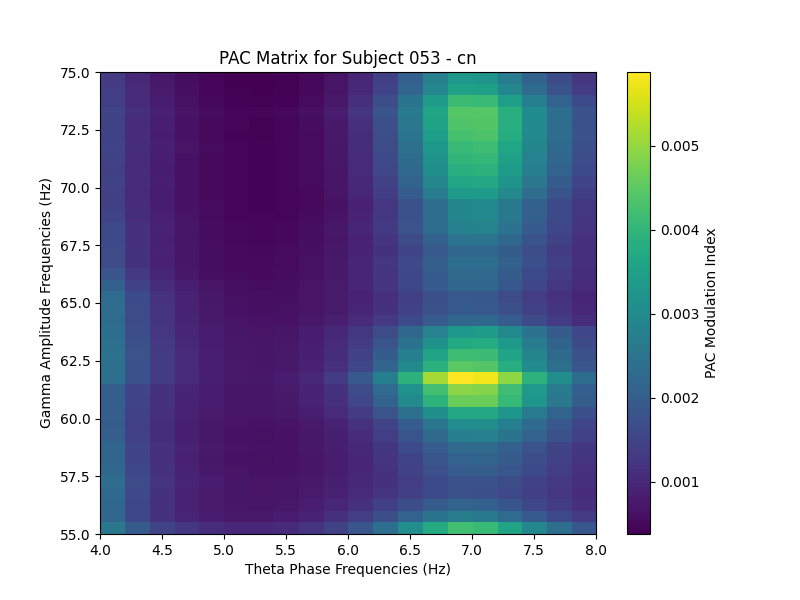 PAC Matrix for Subject 053 - cn
75.0
72.5
70.0
67.5
65.0
62.5
60.0
57.5
55.0
Gamma Amplitude Frequencies (Hz)
4.0 4.5 5.0 5.5 6.0 6.5 7.0 7.5 8.0
Theta Phase Frequencies (Hz)
0.005
0.004
0.003
0.002
0.001
PAC Modulation Index